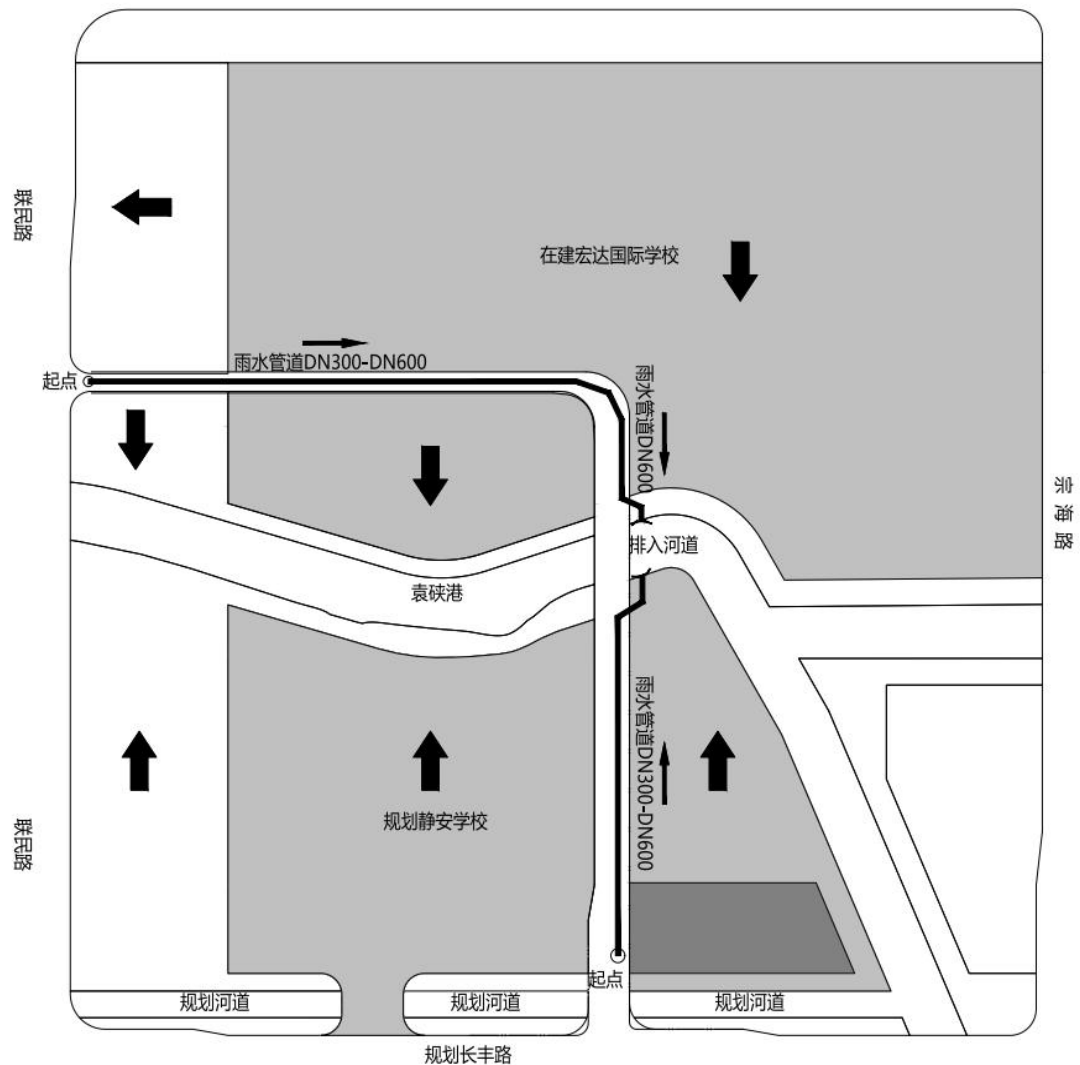 联民路
在建宏达国际学校
雨水管道DN300-DN600
起点
雨水管道DN600
宗海路
排入河道
袁硖港
雨水管道DN300-DN600
规划静安学校
联民路
起点
规划河道
规划河道
规划河道
规划长丰路